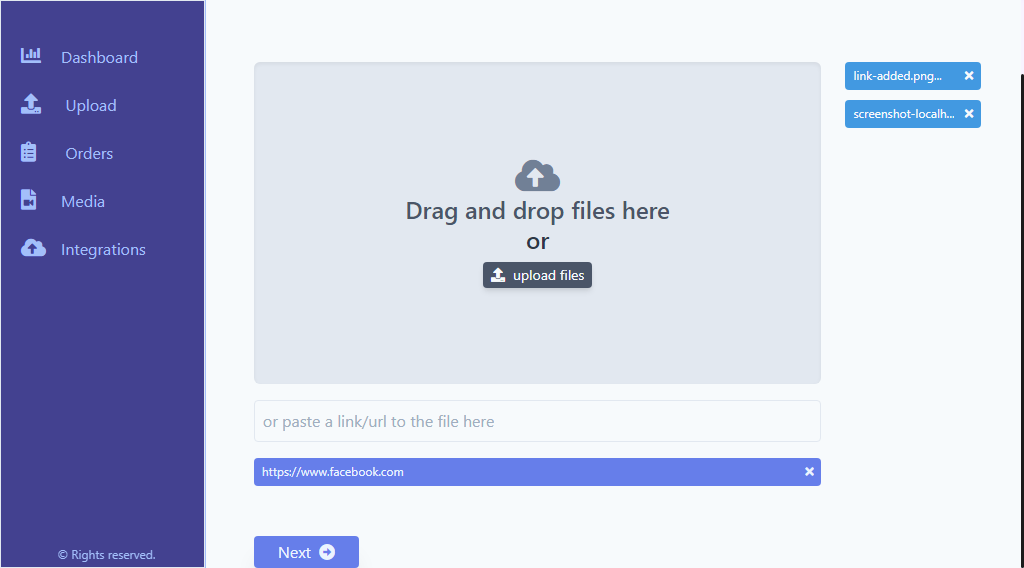 Dashboard
Upload
Orders
Media
Integrations
© Rights reserved.
Drag and drop files here
or
upload files
or paste a link/url to the file here
https://www.facebook.com
Next
link-added.png...
screenshot-localh...